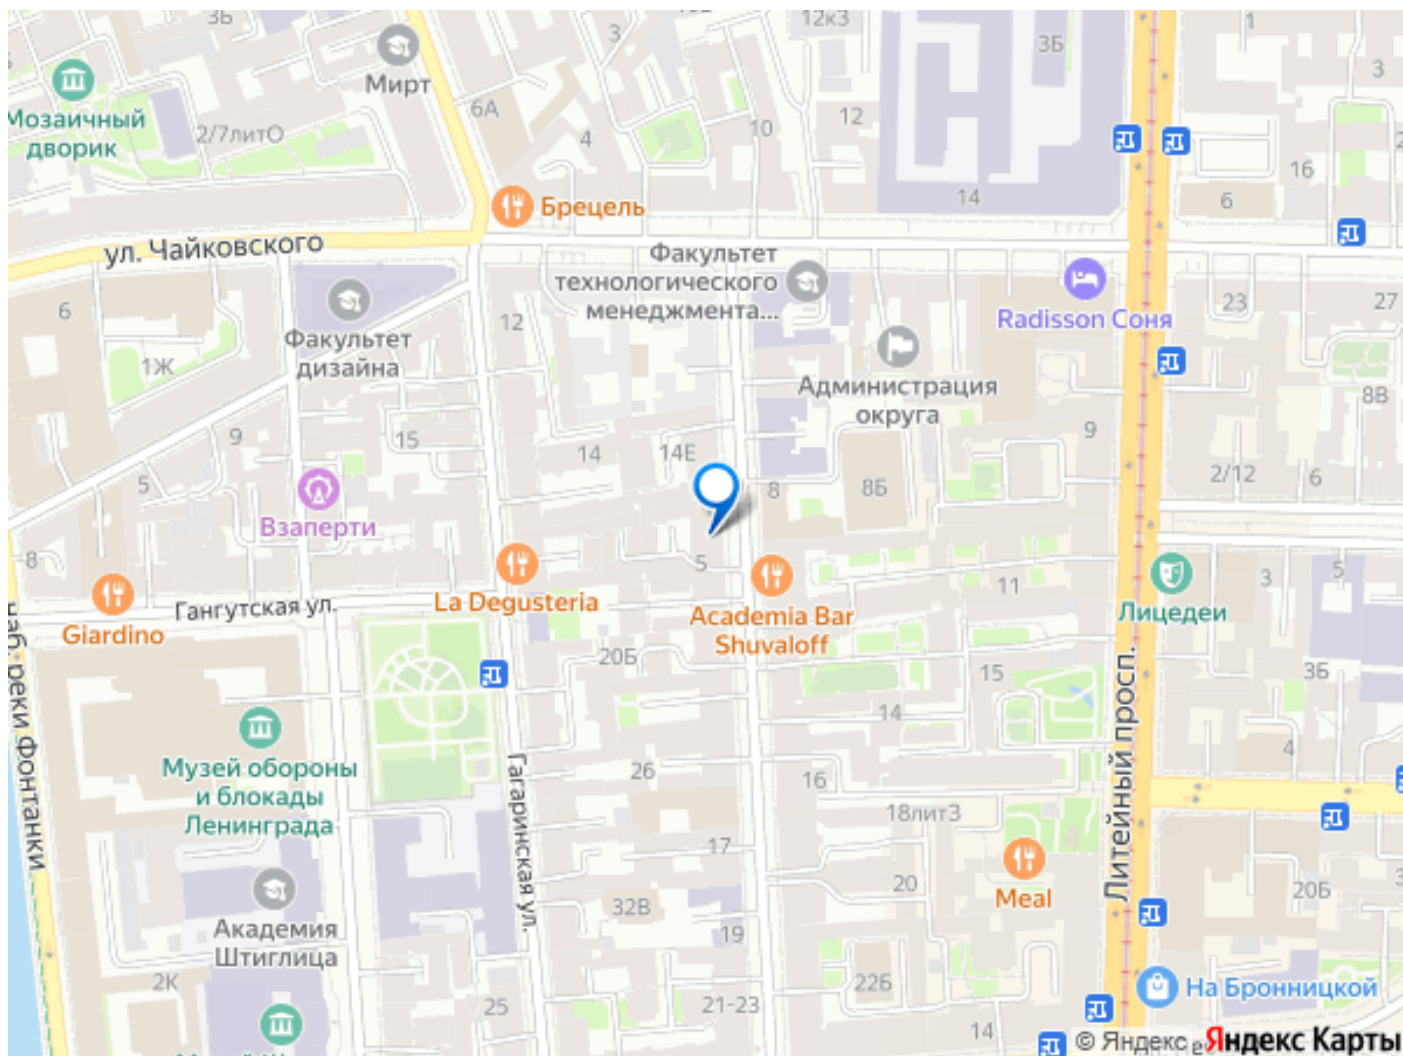 12к3
3
1
3Б
3
Мирт
Мозаичный
дворик
6А
2/7литО
4
10
12
16
14
6
Брецель
ул. Чайковского
Факультет
технологического
менеджмента...
Radisson Соня
23
27
6
12
Факультет
дизайна
1Ж
Администрация
округа
8В
9
15
14
14Е
9
2/12
6
5
8
8Б
Взаперти
8
5
La Degusteria
Academia Bar
Shuvaloff
11
Лицедеи
3
5
Giardino
Гангутская ул.
20Б
15
3Б
14
наб. реки Фонтанки
Музей обороны
и блокады
Ленинграда
Гагаринская ул.
26
16
18лит3
Литейный просп.
4
17
20
Meal
20Б
32В
Академия
Штиглица
19
2К
25
21-23
22Б
14
На Бронницкой
© Яндекс
Яндекс Карты